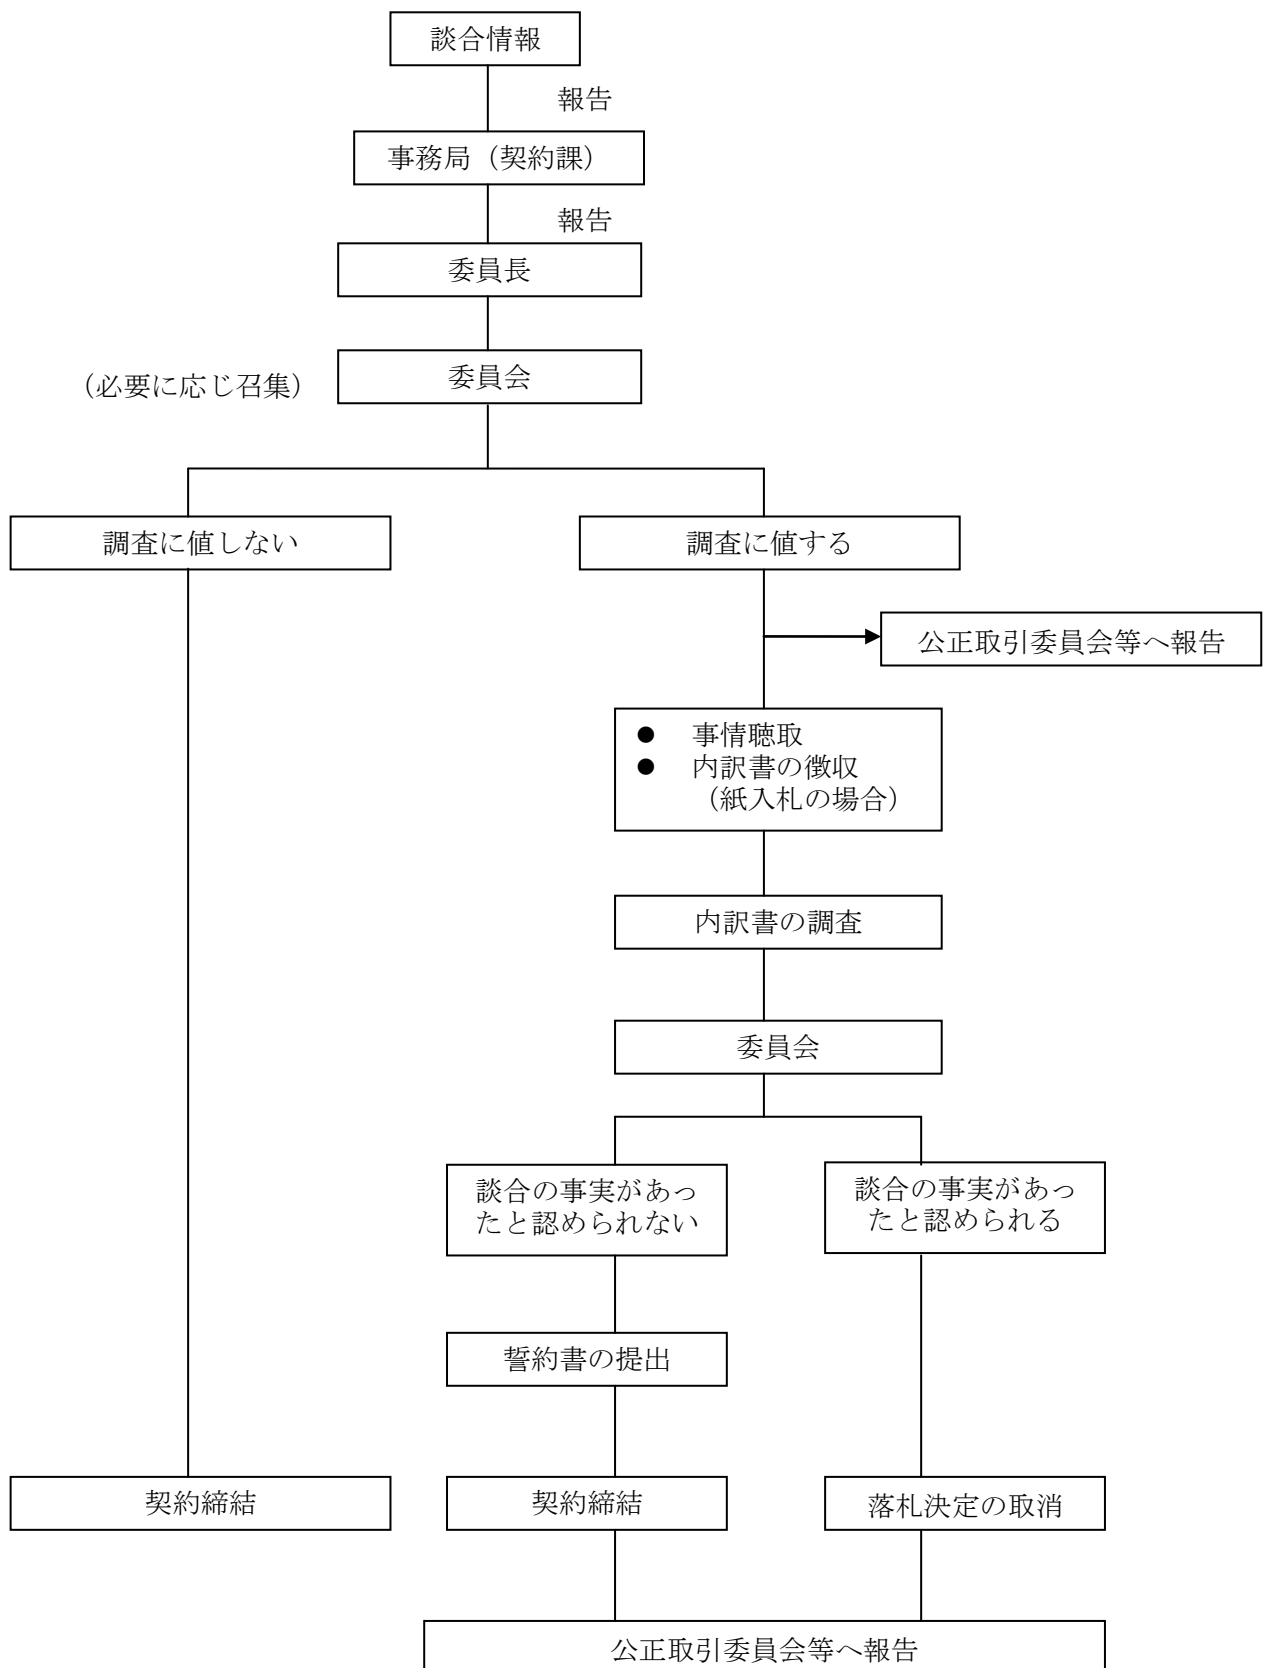 談合情報
報告
事務局（契約課）
報告
委員長
（必要に応じ召集）
委員会
調査に値しない
調査に値する
公正取引委員会等へ報告
● 事情聴取
● 内訳書の徴収
（紙入札の場合）
内訳書の調査
委員会
談合の事実があっ
たと認められない
談合の事実があっ
たと認められる
誓約書の提出
契約締結
契約締結
落札決定の取消
公正取引委員会等へ報告